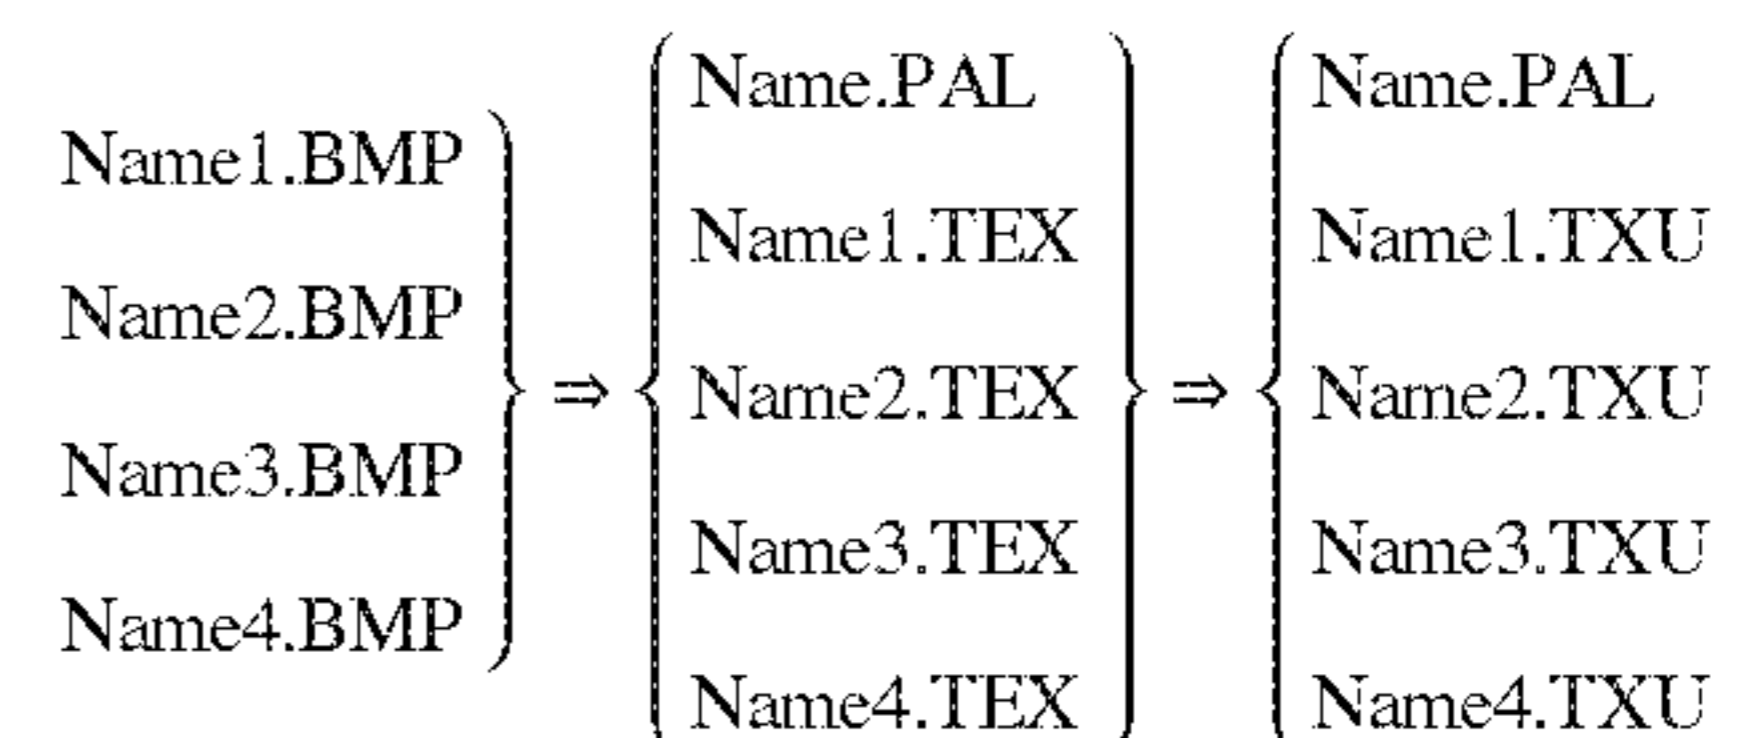 Name1.BMP
Name2.BMP
Name3.BMP
Name4.BMP
⇒
Name.PAL
Name1.TEX
Name2.TEX
Name3.TEX
Name4.TEX
⇒
Name.PAL
Name1.TXU
Name2.TXU
Name3.TXU
Name4.TXU